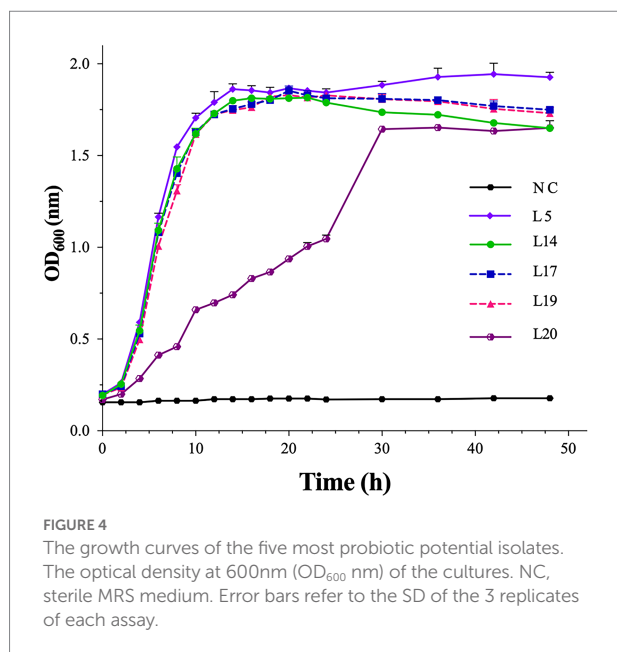 2.0
1.5
1.0
0.5
0.0
OD600 (nm)
0 10 20 30 40 50
Time (h)
NC
L5
L14
L17
L19
L20
FIGURE 4
The growth curves of the five most probiotic potential isolates.
The optical density at 600nm (OD600 nm) of the cultures. NC,
sterile MRS medium. Error bars refer to the SD of the 3 replicates
of each assay.